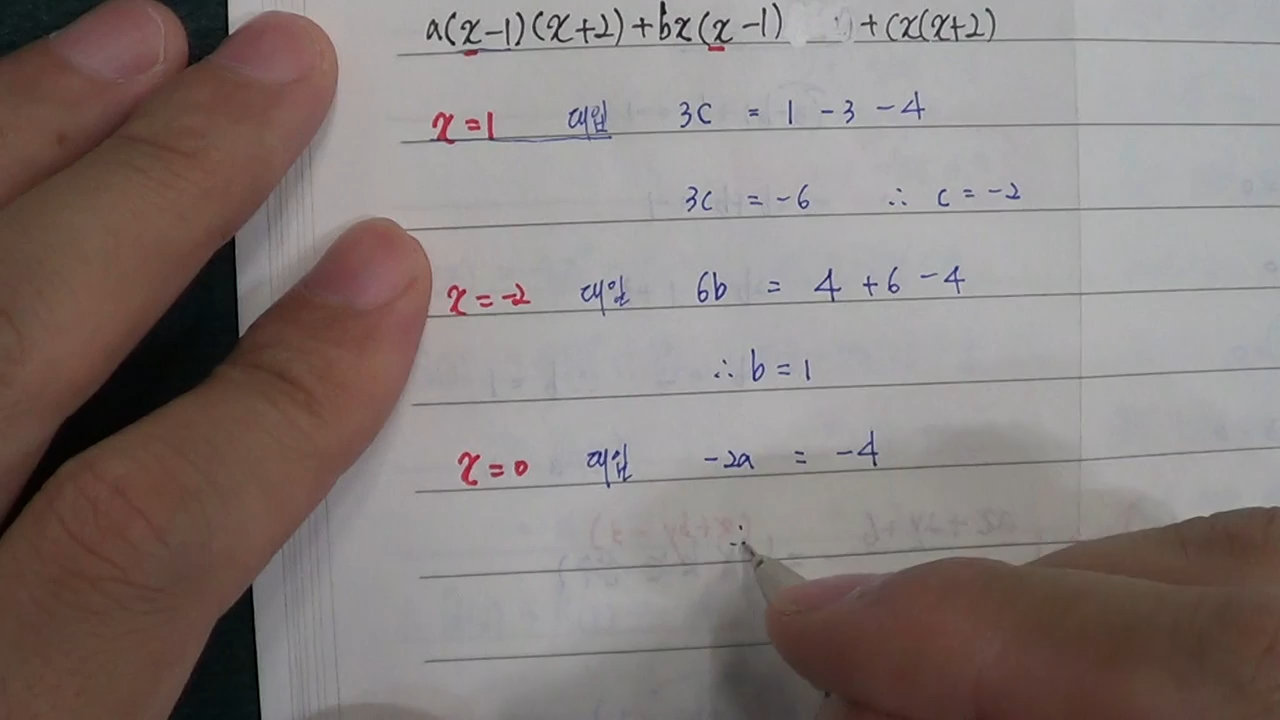 a(x-1)(x+2)+bx(x-1) ) + cx(x+2)
x=1 대입 3c = 1 -3 -4
3c = -6 ∴ c = -2
x=-2 대입 6b = 4 +6 -4
∴ b = 1
x=0 대입 -2a = -4
∴